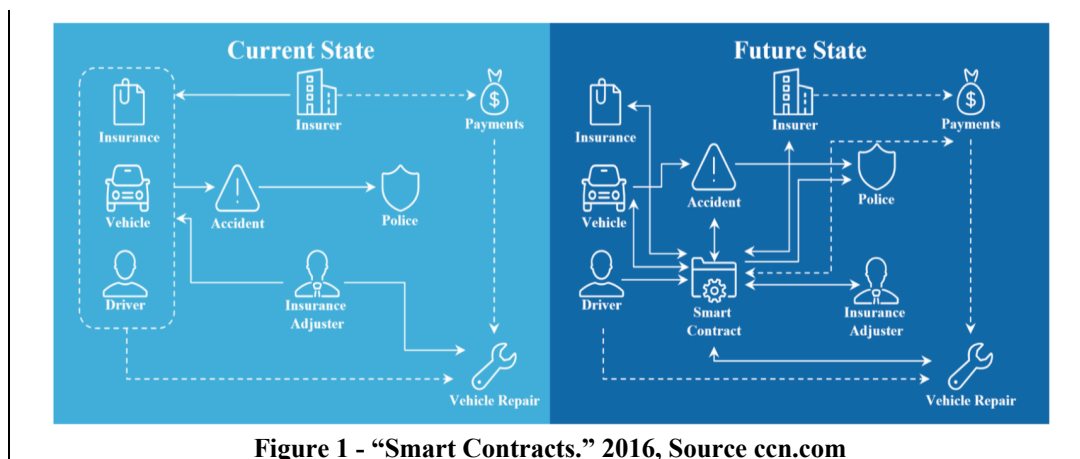 Current State
Insurance
Insurer
$
Payments
Vehicle
Accident
Police
Driver
Insurance
Adjuster
Vehicle Repair
Future State
Insurance
Insurer
$
Payments
Vehicle
Accident
Police
Driver
Smart
Contract
Insurance
Adjuster
Vehicle Repair
Figure 1 - “Smart Contracts.” 2016, Source ccn.com